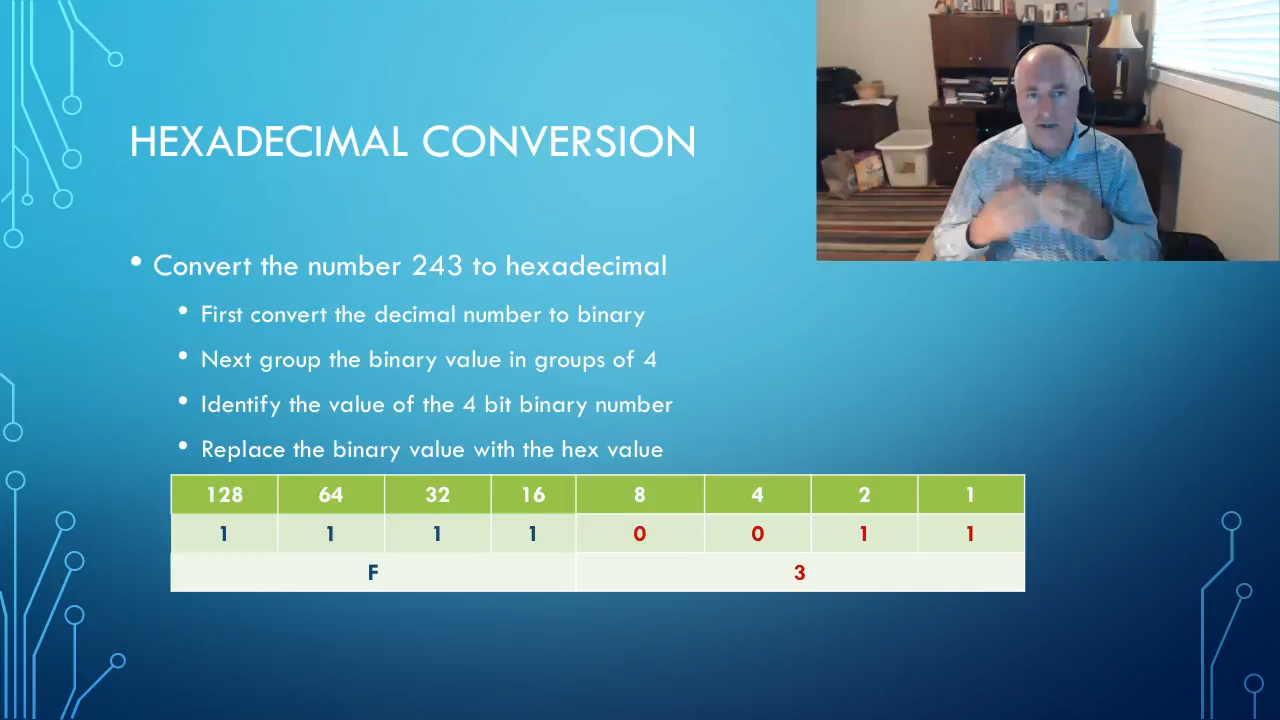 HEXADECIMAL CONVERSION
• Convert the number 243 to hexadecimal
• First convert the decimal number to binary
• Next group the binary value in groups of 4
• Identify the value of the 4 bit binary number
• Replace the binary value with the hex value
128 64 32 16 8 4 2 1
1 1 1 1 0 0 1 1
F 3